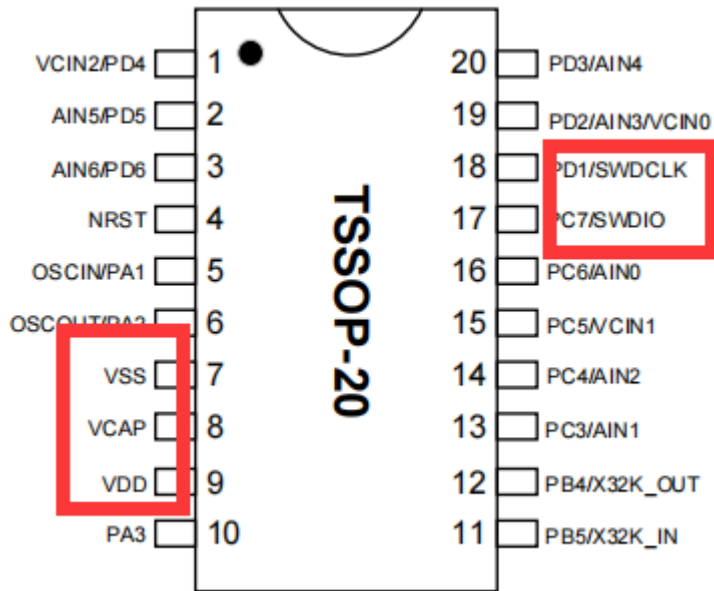 VCIN2/PD4 1 20 PD3/AIN4
AIN5/PD5 2 19 PD2/AIN3/VCIN0
AIN6/PD6 3 18 PD1/SWDCLK
NRST 4 17 PC7/SWDIO
OSCIN/PA1 5 16 PC6/AIN0
OSCOUT/PA2 6 15 PC5/VCIN1
VSS 7 14 PC4/AIN2
VCAP 8 13 PC3/AIN1
VDD 9 12 PB4/X32K_OUT
PA3 10 11 PB5/X32K_IN
TSSOP-20